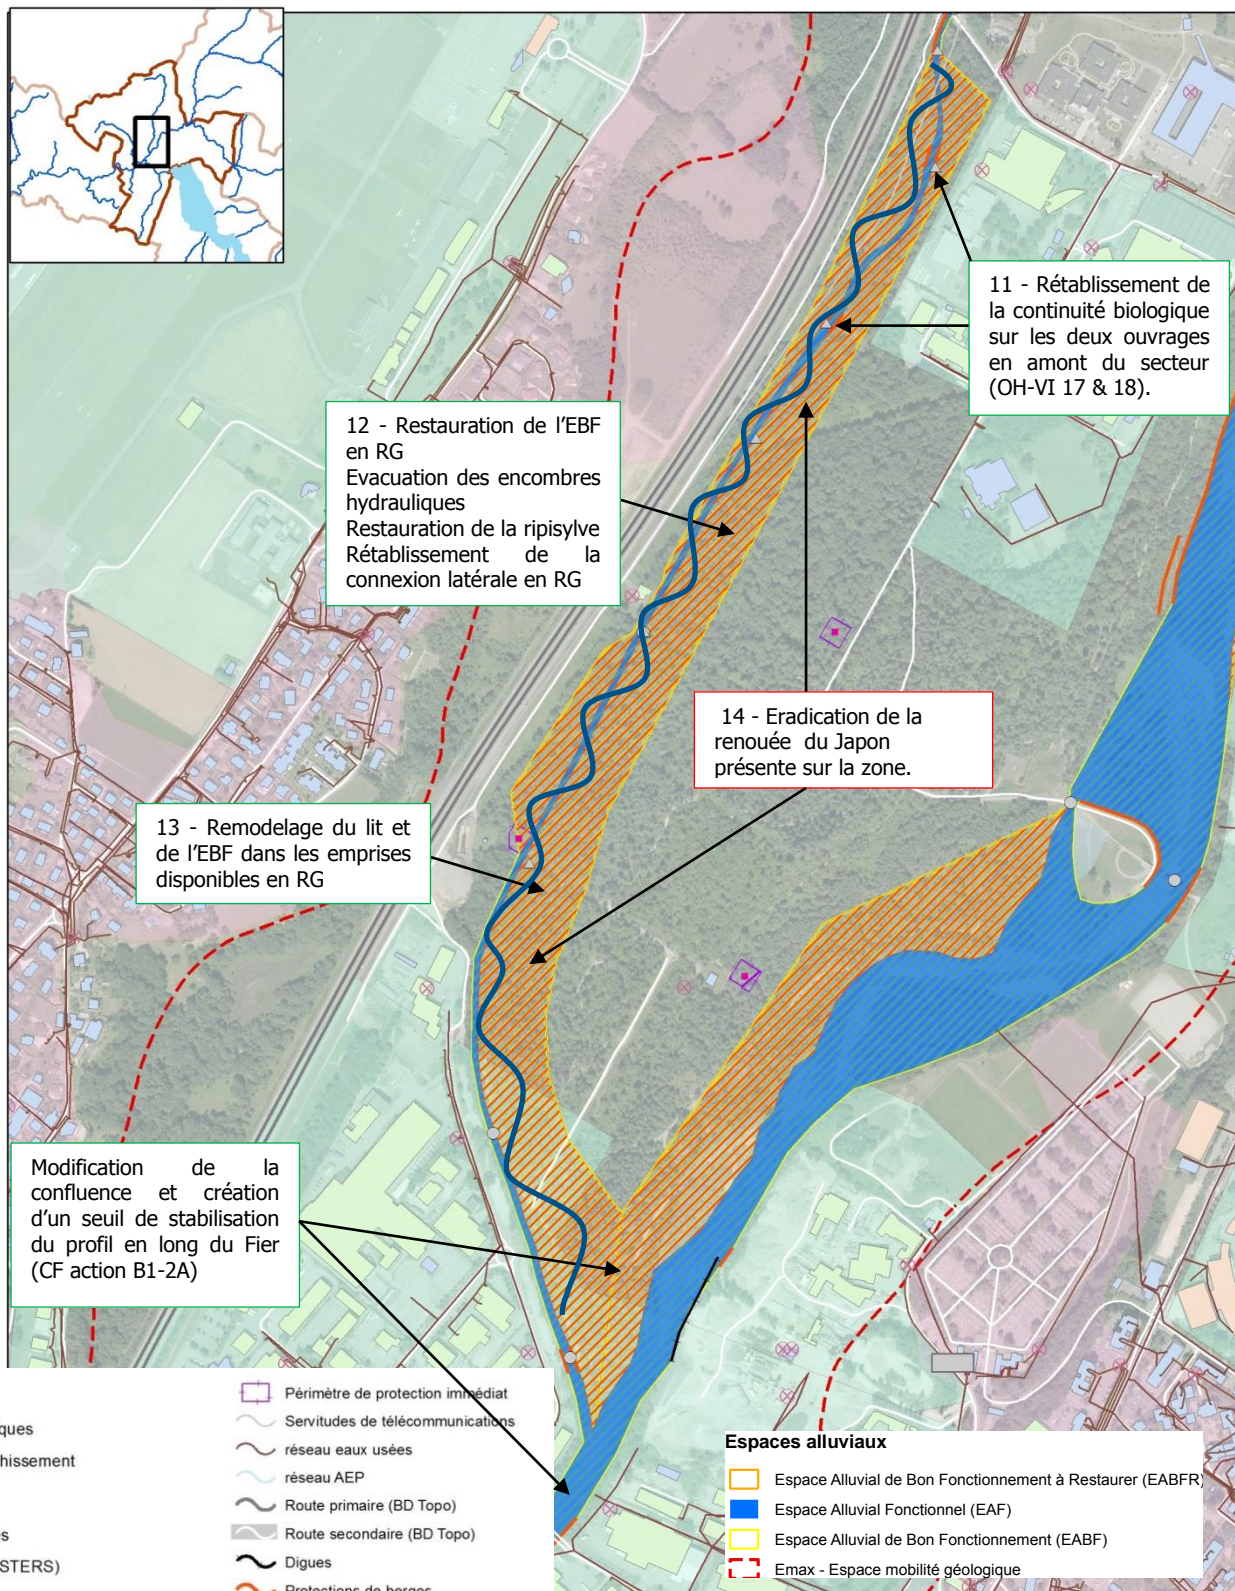 11 - Rétablissement de
la continuité biologique
sur les deux ouvrages
en amont du secteur
(OH-VI 17 & 18).
12 - Restauration de l'EBF
en RG
Evacuation des encombres
hydrauliques
Restauration de la ripisylve
Rétablissement de la
connexion latérale en RG
14 - Eradication de la
renouée du Japon
présente sur la zone.
13 - Remodelage du lit et
de l'EBF dans les emprises
disponibles en RG
Modification de la
confluence et création
d'un seuil de stabilisation
du profil en long du Fier
(CF action B1-2A)
ques
hissement
s
STERS)
Périmètre de protection immédiat
Servitudes de télécommunications
réseau eaux usées
réseau AEP
Route primaire (BD Topo)
Route secondaire (BD Topo)
Digues
Protections de berges
Espaces alluviaux
Espace Alluvial de Bon Fonctionnement à Restaurer (EABFR)
Espace Alluvial Fonctionnel (EAF)
Espace Alluvial de Bon Fonctionnement (EABF)
Emax - Espace mobilité géologique